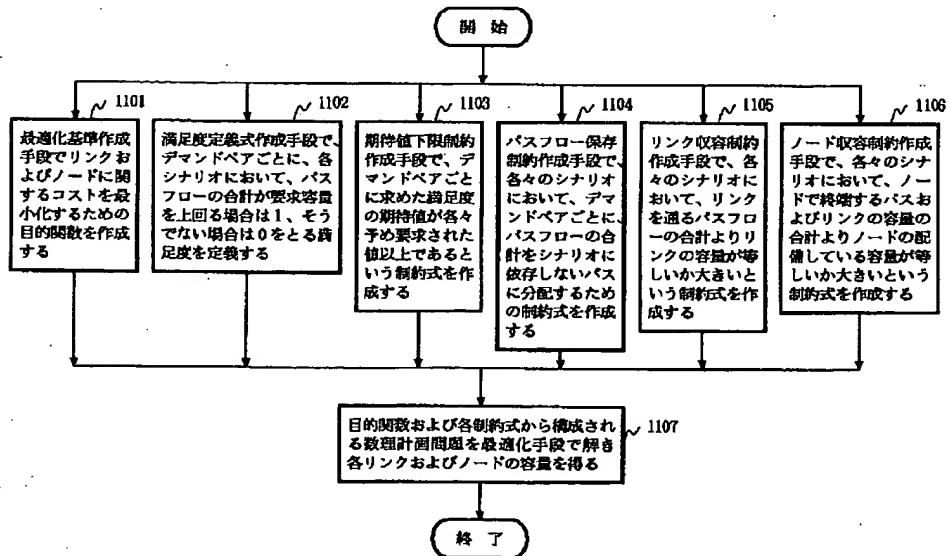 開 始
1101
最適化基準作成
手段でリンクお
よびノードに関
するコストを最
小化するための
目的関数を作成
する
1102
満足度定義式作成手段で、
デマンドペアごとに、各
シナリオにおいて、パス
フローの合計が要求容量
を上回る場合は1、そう
でない場合は0をとる満
足度を定義する
1103
期待値下限制約
作成手段で、デ
マンドペアごと
に求めた満足度
の期待値が各々
予め要求された
値以上であると
いう制約式を作
成する
1104
パスフロー保存
制約作成手段で、
各々のシナリオ
において、デマン
ドペアごとに、
パスフローの合
計をシナリオに
依存しないパス
に分配するため
の制約式を作成
する
1105
リンク収容制約
作成手段で、各
々のシナリオに
おいて、リンク
を通るパスフロ
ーの合計よりリ
ンクの容量が等
しいか大きいと
いう制約式を作
成する
1106
ノード収容制約作成
手段で、各々のシナ
リオにおいて、ノー
ドで終端するパスお
よびリンクの容量の
合計よりノードの配
備している容量が等
しいか大きいという
制約式を作成する
目的関数および各制約式から構成され
る数理計画問題を最適化手段で解き
各リンクおよびノードの容量を得る
1107
終 了